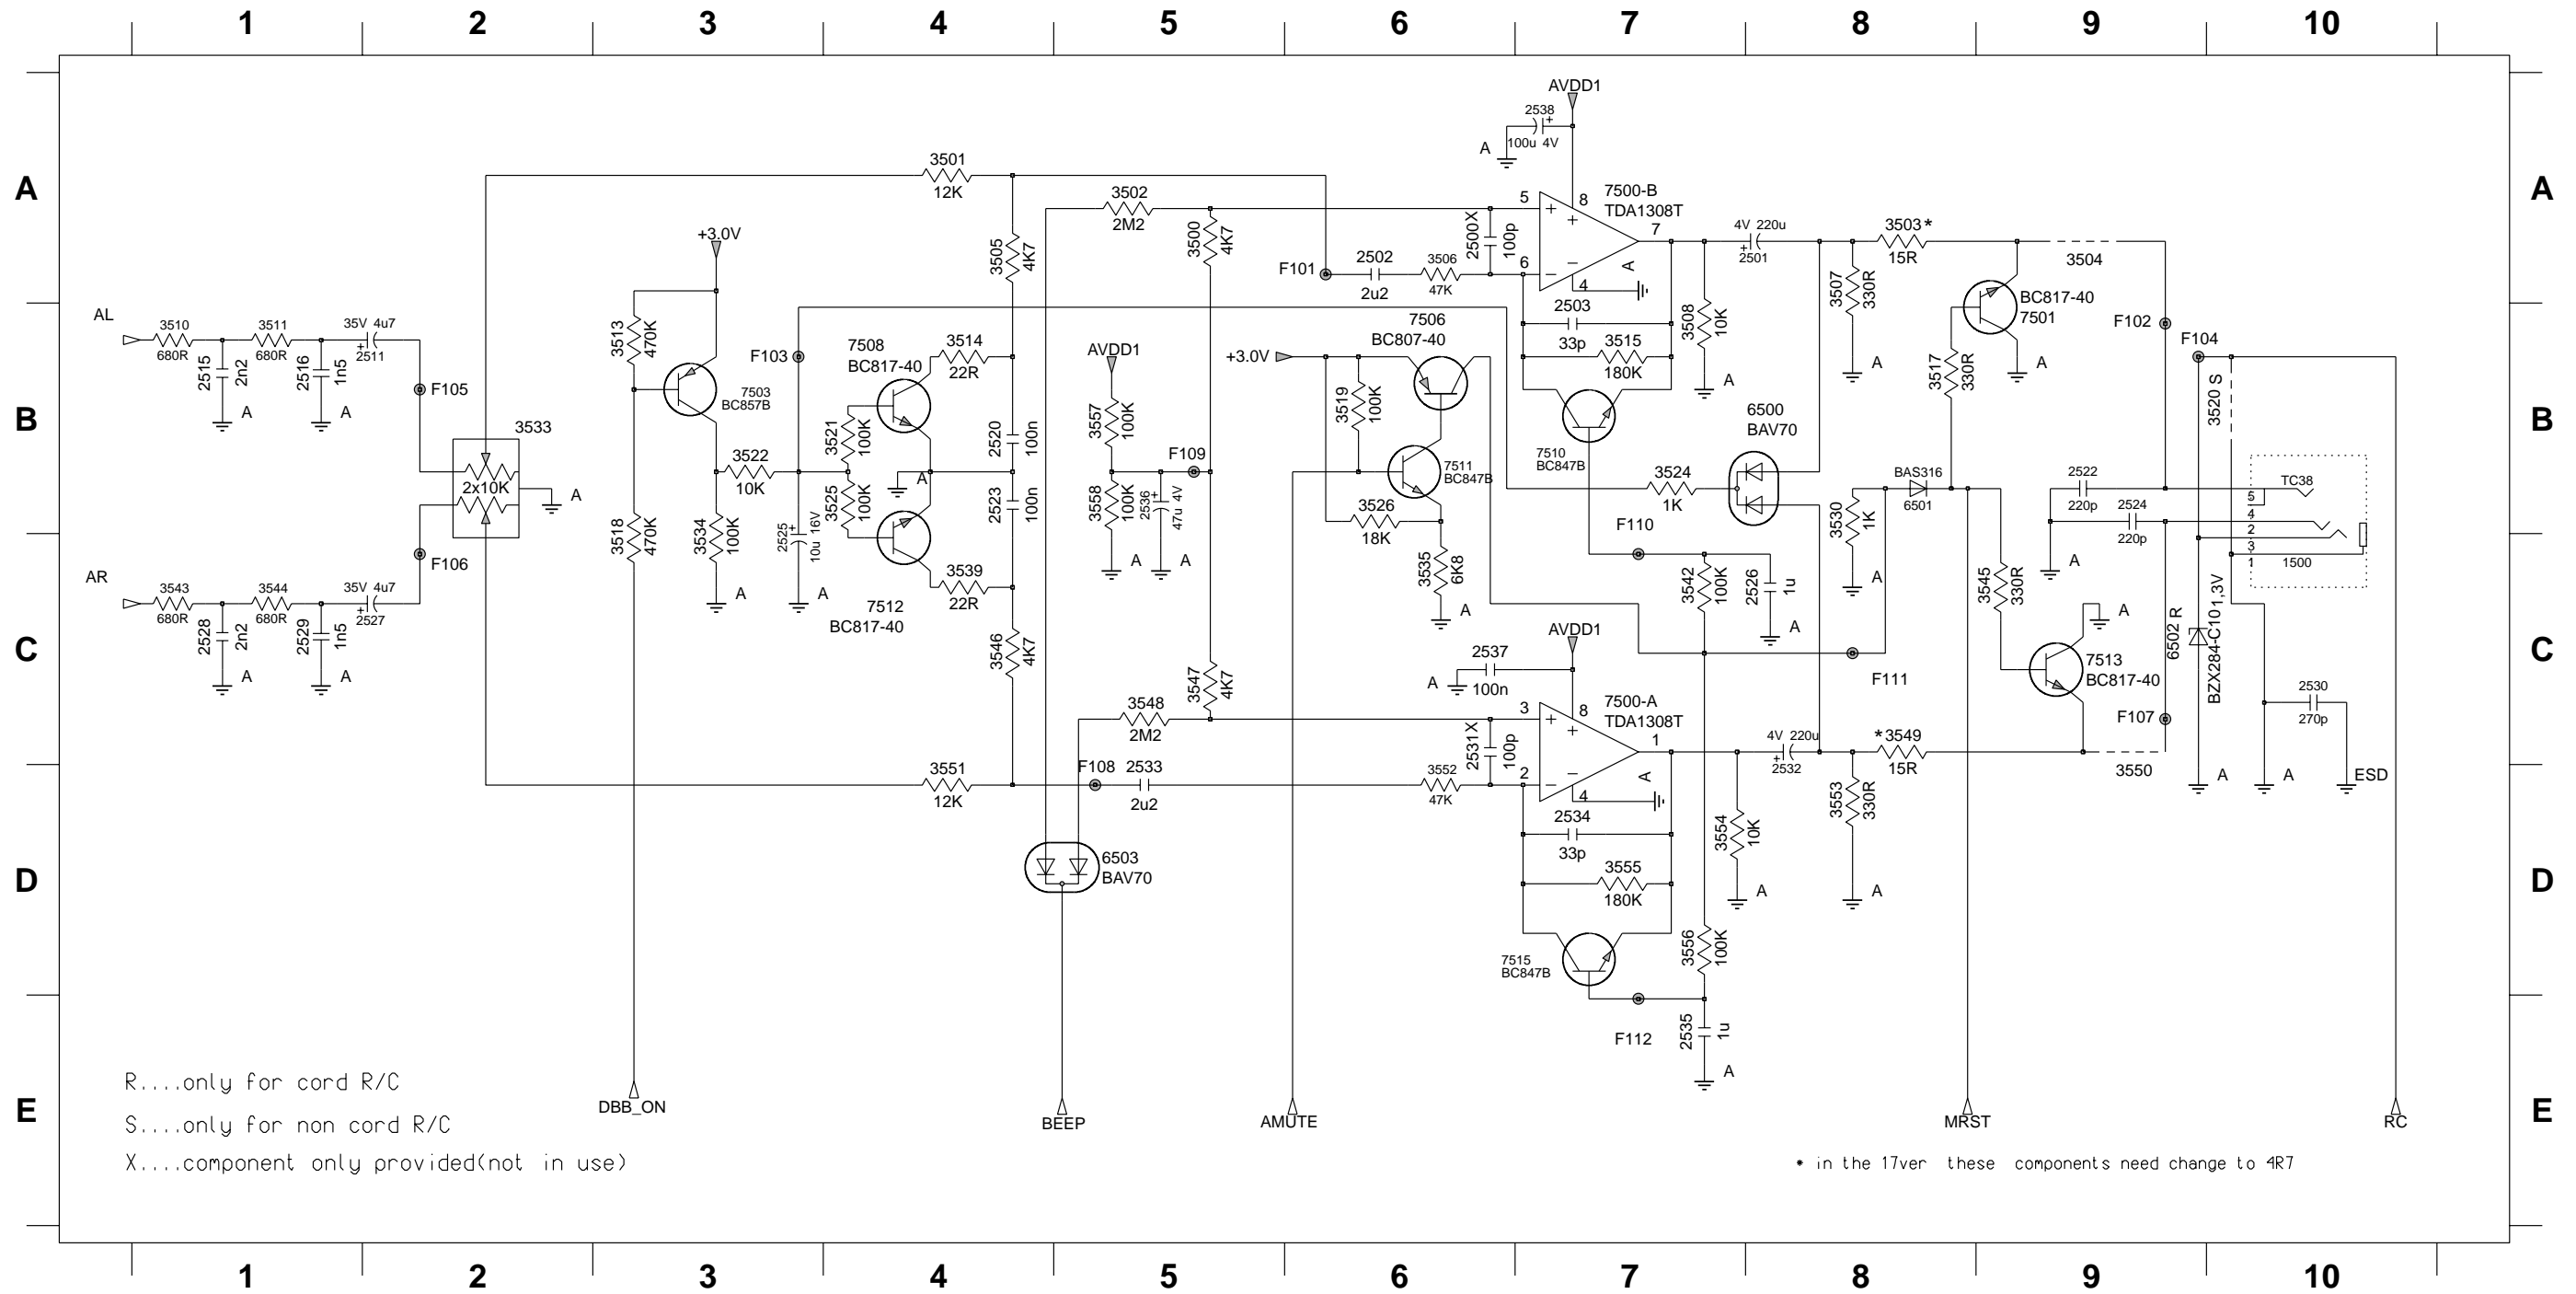 1 2 3 4 5 6 7 8 9 10
A
B
C
D
E
A
B
C
D
E
AL
3510
680R
3511
680R
2515
2n2
A
2516
1n5
A
35V 4u7
+
2511
F105
3533
2x10K
A
F106
AR
3543
680R
3544
680R
2528
2n2
A
2529
1n5
A
35V 4u7
+
2527
+3.0V
3513
470K
7503
BC857B
3518
470K
3522
10K
3534
100K
A
F103
2525
+
10u 16V
A
DBB_ON
3501
12K
3505
4K7
7508
BC817-40
3514
22R
3521
100K
3525
100K
A
2520
100n
2523
100n
7512
BC817-40
3539
22R
3546
4K7
3551
12K
3502
2M2
3500
4K7
AVDD1
3557
100K
F109
3558
100K
2536
+
47u 4V
A
A
3547
4K7
3548
2M2
F108
2533
2u2
6503
BAV70
BEEP
F101
2502
2u2
3506
47K
2500X
100p
+3.0V
7506
BC807-40
3519
100K
7511
BC847B
3526
18K
3535
6K8
A
AMUTE
3552
47K
2531X
100p
AVDD1
2538
+
100u 4V
A
7500-B
TDA1308T
5
6
7
8
4
+
+
−
−
A
2503
33p
3515
180K
3508
10K
A
7510
BC847B
3524
1K
6500
BAV70
F110
3542
100K
2526
1u
A
AVDD1
2537
100n
A
7500-A
TDA1308T
3
2
1
8
4
+
+
−
−
A
2534
33p
3555
180K
3554
10K
A
7515
BC847B
3556
100K
F112
2535
1u
A
4V 220u
+
2501
3503*
15R
3507
330R
A
BAS316
6501
3530
1K
A
F111
4V 220u
+
2532
*3549
15R
3553
330R
A
3504
BC817-40
7501
A
3517
330R
F102
2522
220p
2524
220p
A
3545
330R
A
7513
BC817-40
F107
3550
MRST
F104
3520 S
TC38
5
4
2
3
1
1500
6502 R
BZX284-C10
1,3V
A
A
2530
270p
ESD
RC
R....only for cord R/C
S....only for non cord R/C
X....component only provided(not in use)
* in the 17ver these components need change to 4R7
1 2 3 4 5 6 7 8 9 10